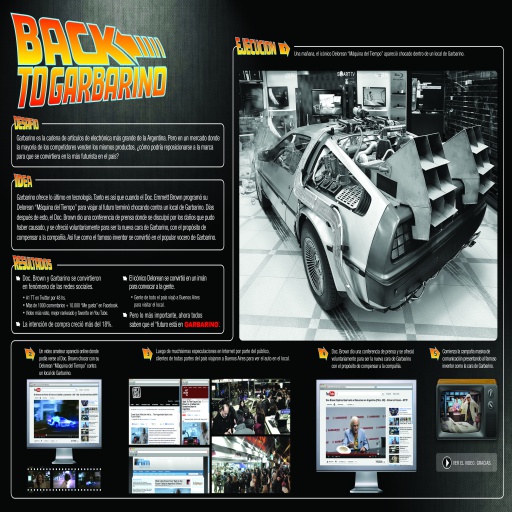 BACK
TO GARBARINO
DESAFIO
Garbarino es la cadena de artículos de electrónica más grande de la Argentina. Pero en un mercado donde
la mayoría de los competidores venden los mismos productos, ¿cómo podría reposicionarse a la marca
para que se convirtiera en la más futurista en el país?
IDEA
Garbarino ofrece lo último en tecnología. Tanto es así que cuando el Doc. Emmett Brown programó su
Delorean "Máquina del Tiempo" para viajar al futuro terminó chocando contra un local de Garbarino. Días
después de esto, el Doc. Brown dio una conferencia de prensa donde se disculpó por los daños que pudo
haber causado, y se ofreció voluntariamente para ser la nueva cara de Garbarino, con el propósito de
compensar a la compañía. Así fue como el famoso inventor se convirtió en el popular vocero de Garbarino.
RESULTADOS
Doc. Brown y Garbarino se convirtieron
en fenómeno de las redes sociales.
• #1 TT en Twitter por 48 hs.
• Más de 1000 comentarios + 10.000 "Me gusta" en Facebook.
• Video más visto, mejor rankeado y favorito en You Tube.
La intención de compra creció más del 18%.
El icónico Delorean se convirtió en un imán
para convocar a la gente.
• Gente de todo el país viajó a Buenos Aires
para visitar el local.
Pero lo más importante, ahora todos
saben que el "futuro está en GARBARINO.
EJECUCION
Una mañana, el icónico Delorean "Máquina del Tiempo" apareció chocado dentro de un local de Garbarino.
SMART TV
Un video amateur apareció online donde
podía verse al Doc. Brown chocar con su
Delorean "Máquina del Tiempo" contra
un local de Garbarino.
Luego de muchísimas especulaciones en Internet por parte del público,
cientos de todas partes del país viajaron a Buenos Aires para ver el auto en el local.
Doc. Brown dio una conferencia de prensa y se ofreció
voluntariamente para ser la nueva cara de Garbarino
con el propósito de compensar a la compañía.
Comienza la campaña masiva de
comunicación presentando al famoso
inventor como la cara de Garbarino.
You Tube
You Tube
VER EL VIDEO, GRACIAS.